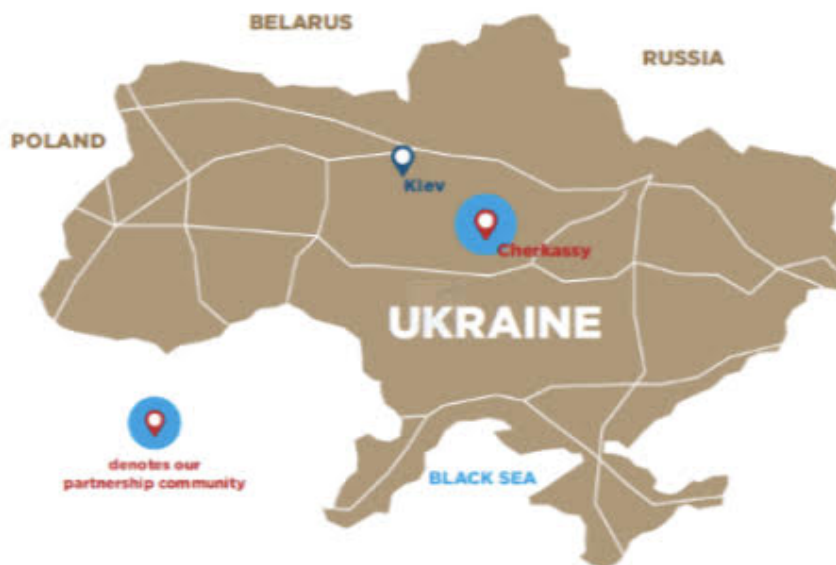 BELARUS
RUSSIA
POLAND
Kiev
Cherkassy
UKRAINE
denotes our
partnership community
BLACK SEA